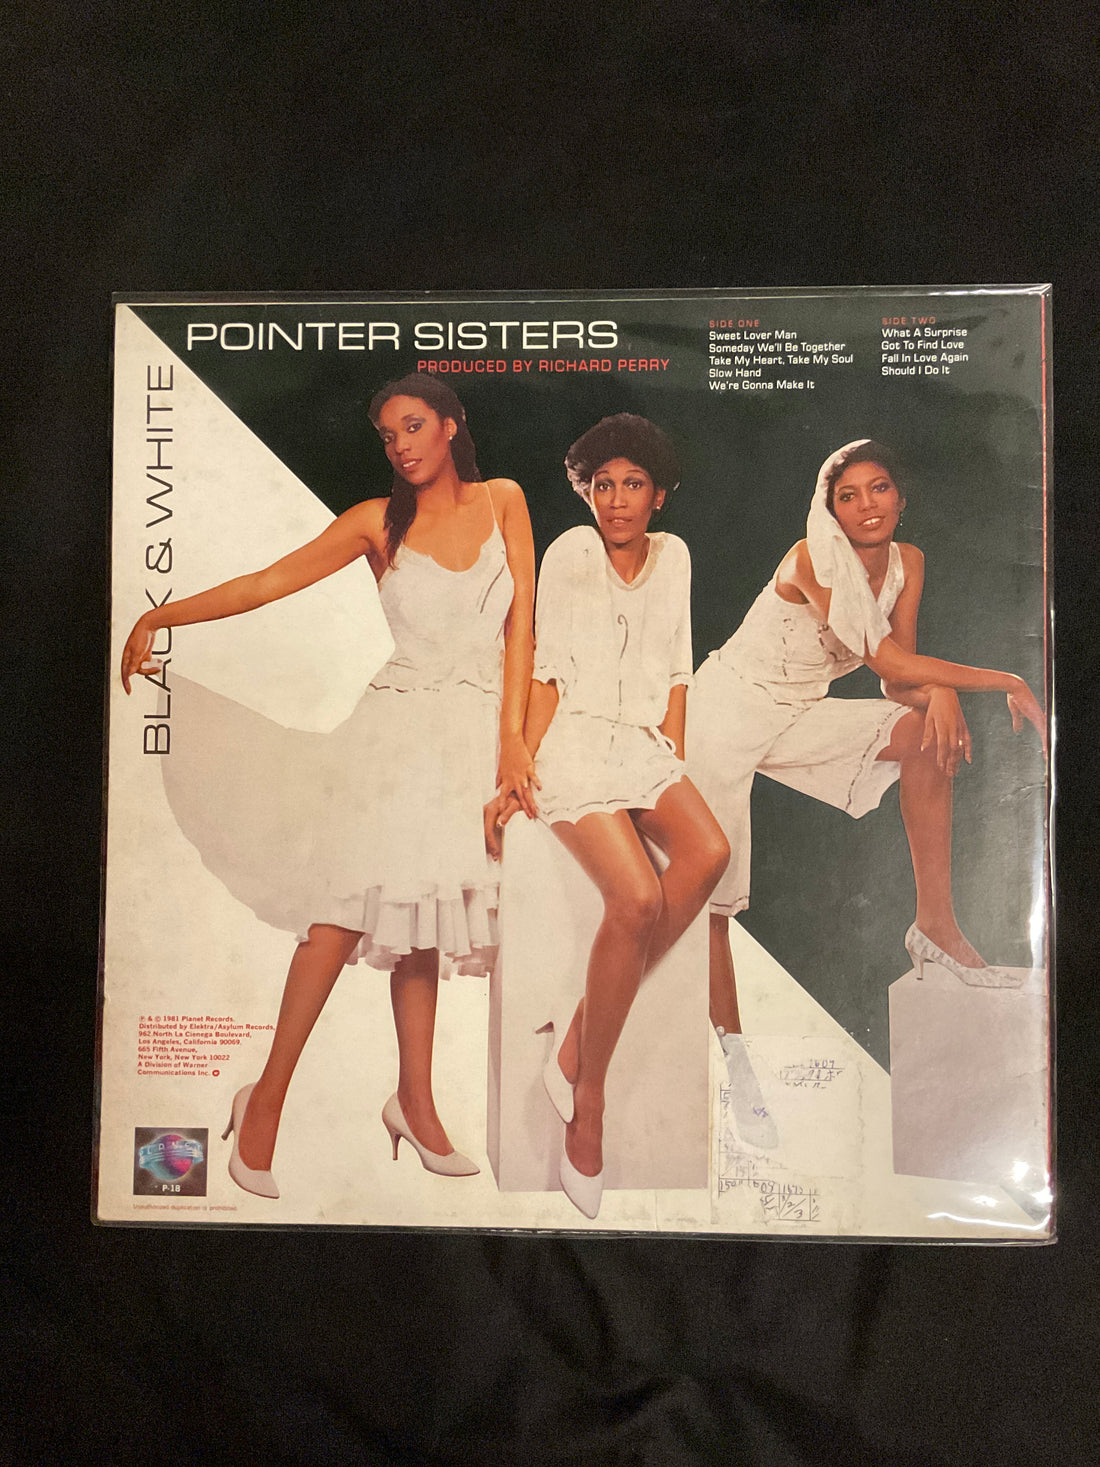 POINTER SISTERS
PRODUCED BY RICHARD PERRY
BLACK & WHITE
SIDE ONE
Sweet Lover Man
Someday We'll Be Together
Take My Heart, Take My Soul
Slow Hand
We're Gonna Make It
SIDE TWO
What A Surprise
Got To Find Love
Fall In Love Again
Should I Do It
℗ & © 1981 Planet Records.
Distributed by Elektra/Asylum Records,
962 North La Cienega Boulevard,
Los Angeles, California 90069.
665 Fifth Avenue,
New York, New York 10022
A Division of Warner
Communications Inc.
PLANET
P-18
Unauthorized duplication is prohibited.